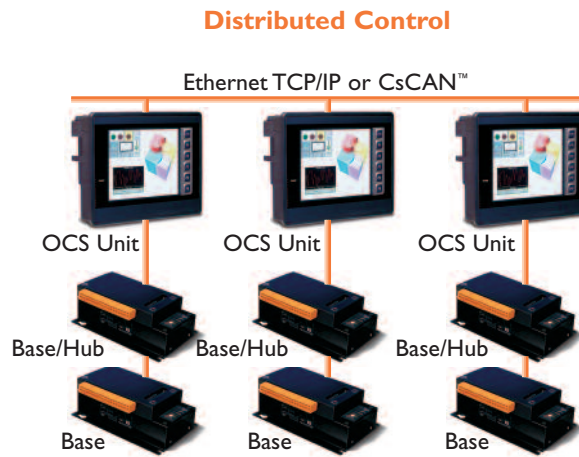 Distributed Control
Ethernet TCP/IP or CsCAN™
OCS Unit OCS Unit OCS Unit
Base/Hub Base/Hub Base/Hub
Base Base Base